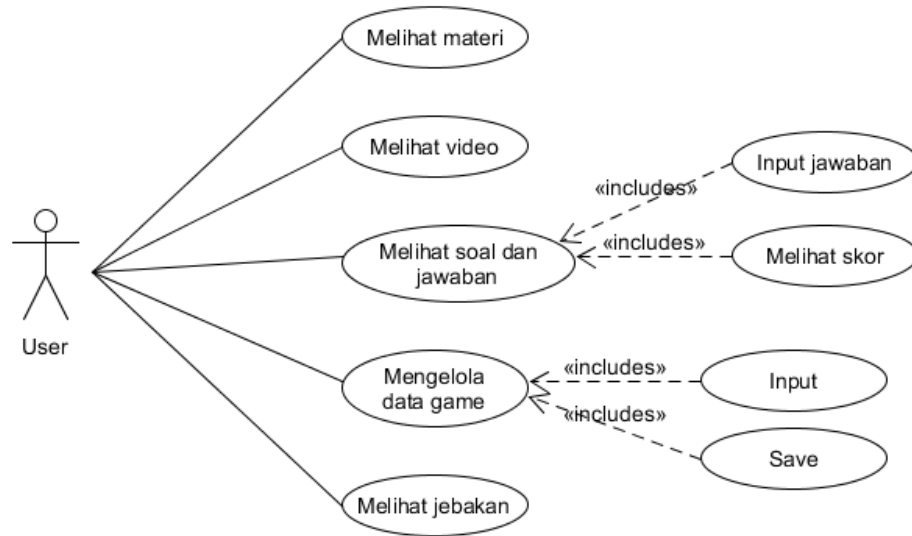 Melihat materi
Melihat video
Input jawaban
«includes»
Melihat soal dan
jawaban
«includes»
Melihat skor
User
Mengelola
data game
«includes»
Input
«includes»
Save
Melihat jebakan